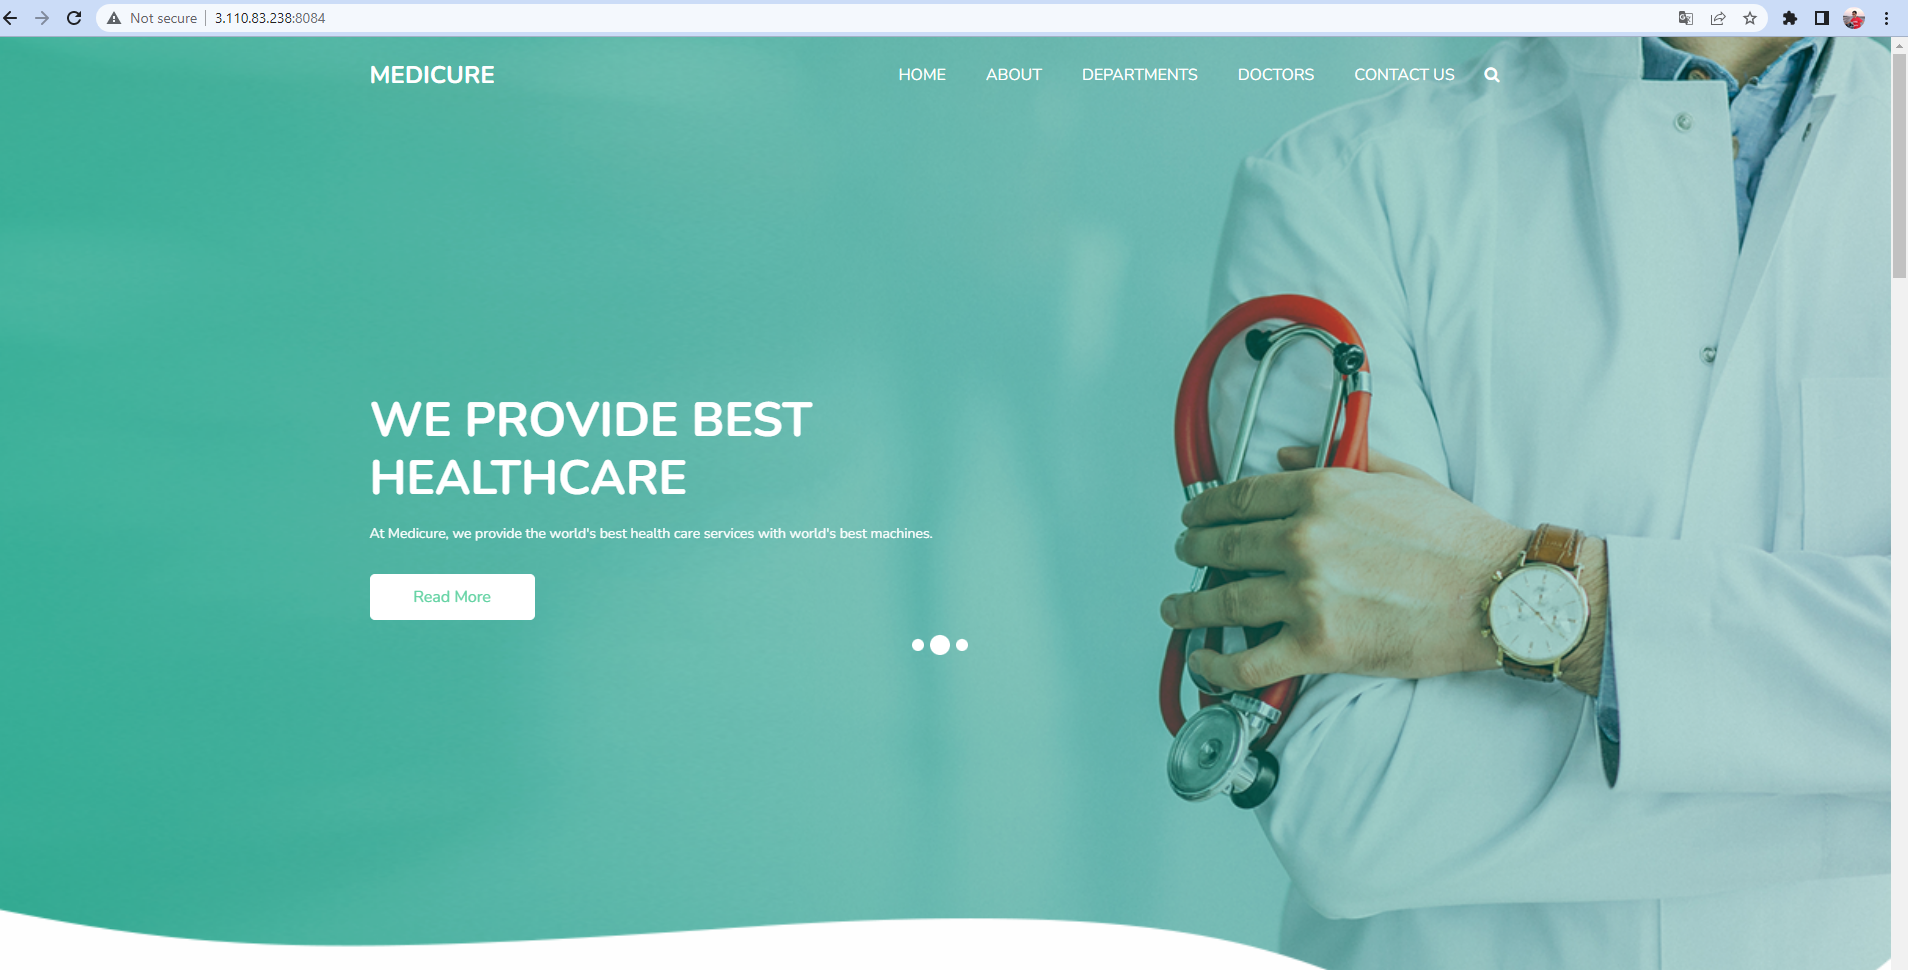 Not secure 3.110.83.238:8084
MEDICURE
HOME ABOUT DEPARTMENTS DOCTORS CONTACT US
WE PROVIDE BEST
HEALTHCARE
At Medicure, we provide the world's best health care services with world's best machines.
Read More